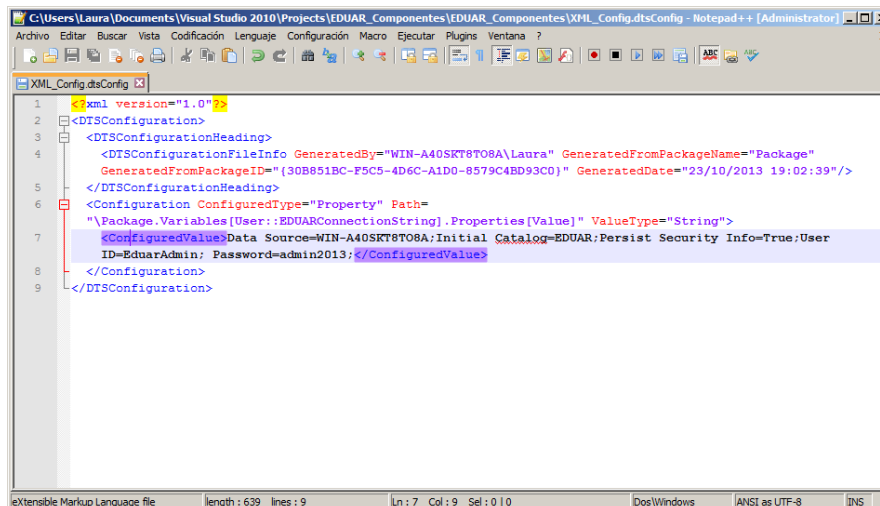 C:\Users\Laura\Documents\Visual Studio 2010\Projects\EDUAR_Componentes\EDUAR_Componentes\XML_Config.dtsConfig - Notepad++ [Administrator]
Archivo Editar Buscar Vista Codificación Lenguaje Configuración Macro Ejecutar Plugins Ventana ?
ABC ABC
XML_Config.dtsConfig
1 <?xml version="1.0"?>
2 <DTSConfiguration>
3 <DTSConfigurationHeading>
4 <DTSConfigurationFileInfo GeneratedBy="WIN-A40SKT8TO8A\Laura" GeneratedFromPackageName="Package"
GeneratedFromPackageID="{30B851BC-F5C5-4D6C-A1D0-8579C4BD93C0}" GeneratedDate="23/10/2013 19:02:39"/>
5 </DTSConfigurationHeading>
6 <Configuration ConfiguredType="Property" Path=
"\Package.Variables[User::EDUARConnectionString].Properties[Value]" ValueType="String">
7 <ConfiguredValue>Data Source=WIN-A40SKT8TO8A;Initial Catalog=EDUAR;Persist Security Info=True;User
ID=EduarAdmin; Password=admin2013;</ConfiguredValue>
8 </Configuration>
9 </DTSConfiguration>
eXtensible Markup Language file length : 639 lines : 9 Ln : 7 Col : 9 Sel : 0 | 0 Dos\Windows ANSI as UTF-8 INS